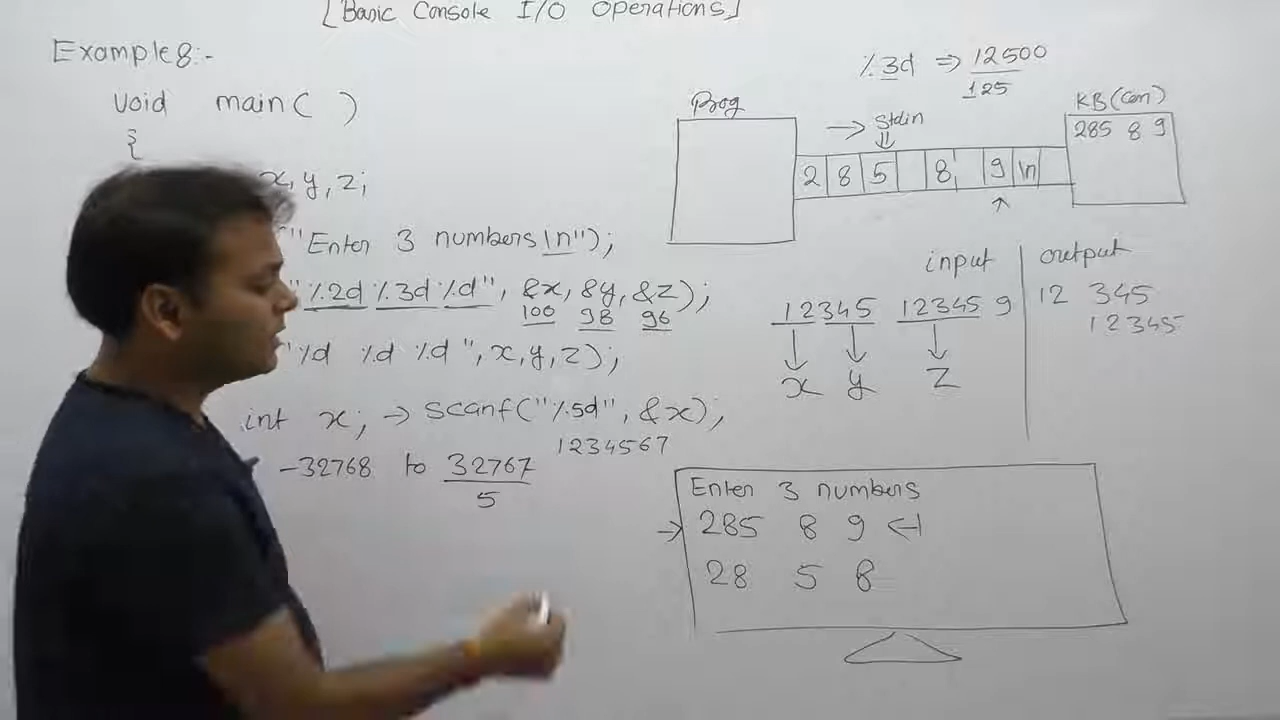 [Basic Console I/O Operations]
Example 8:-
void main( )
{
x, y, z;
"Enter 3 numbers\n");
"%2d %3d %d", &x, &y, &z);
100 98 96
"%d %d %d", x, y, z);
int x; → scanf("%5d", &x);
1234567
-32768 to 32767
5
%3d ⇒ 12500
125
Prog
→ stdin
KB(Con)
285 8 9
2 8 5 8 9 \n
input output
12345 12345 9 12 345
12345
x y z
Enter 3 numbers
→ 285 8 9 ↵
28 5 8